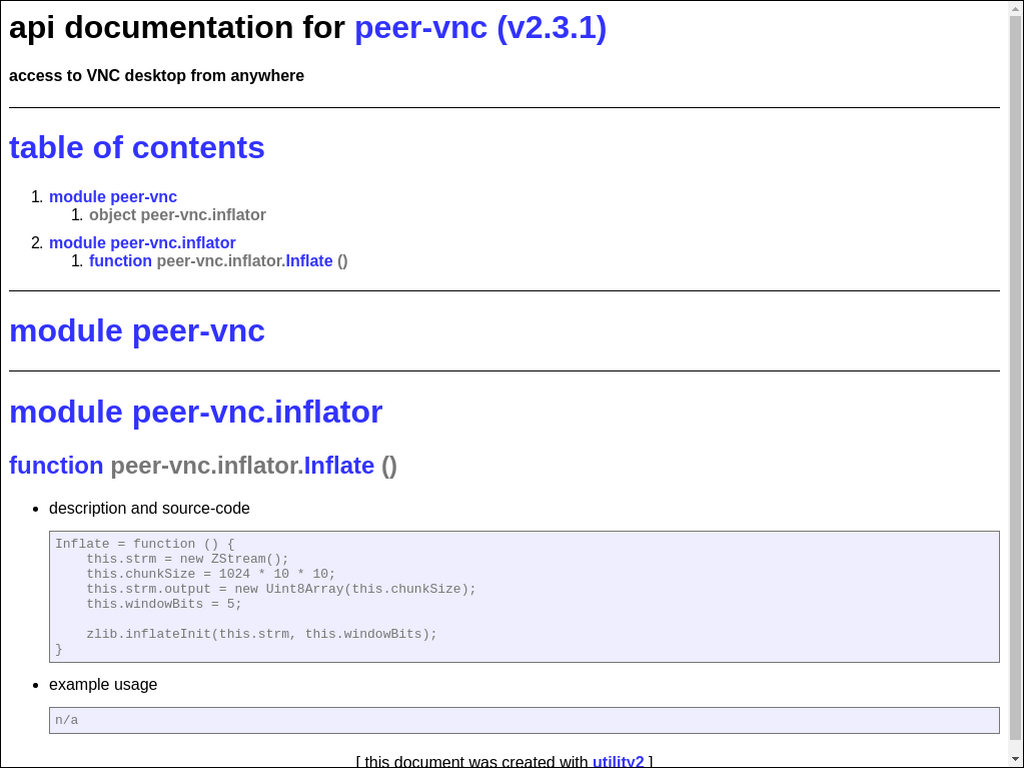 api documentation for peer-vnc (v2.3.1)
access to VNC desktop from anywhere
table of contents
1. module peer-vnc
1. object peer-vnc.inflator
2. module peer-vnc.inflator
1. function peer-vnc.inflator.Inflate ()
module peer-vnc
module peer-vnc.inflator
function peer-vnc.inflator.Inflate ()
• description and source-code
Inflate = function () {
    this.strm = new ZStream();
    this.chunkSize = 1024 * 10 * 10;
    this.strm.output = new Uint8Array(this.chunkSize);
    this.windowBits = 5;
    zlib.inflateInit(this.strm, this.windowBits);
}
• example usage
n/a
[ this document was created with utility2 ]